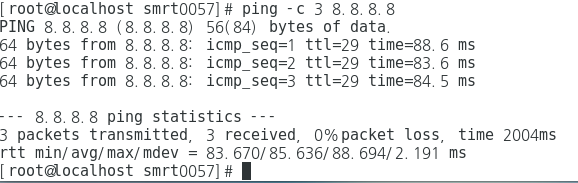 [root@localhost smrt0057]# ping -c 3 8.8.8.8
PING 8.8.8.8 (8.8.8.8) 56(84) bytes of data.
64 bytes from 8.8.8.8: icmp_seq=1 ttl=29 time=88.6 ms
64 bytes from 8.8.8.8: icmp_seq=2 ttl=29 time=83.6 ms
64 bytes from 8.8.8.8: icmp_seq=3 ttl=29 time=84.5 ms
--- 8.8.8.8 ping statistics ---
3 packets transmitted, 3 received, 0% packet loss, time 2004ms
rtt min/avg/max/mdev = 83.670/85.636/88.694/2.191 ms
[root@localhost smrt0057]#